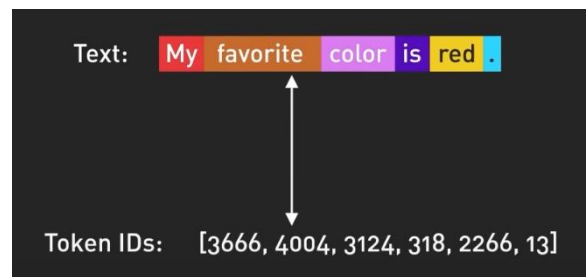 Text: My favorite color is red.
Token IDs: [3666, 4004, 3124, 318, 2266, 13]